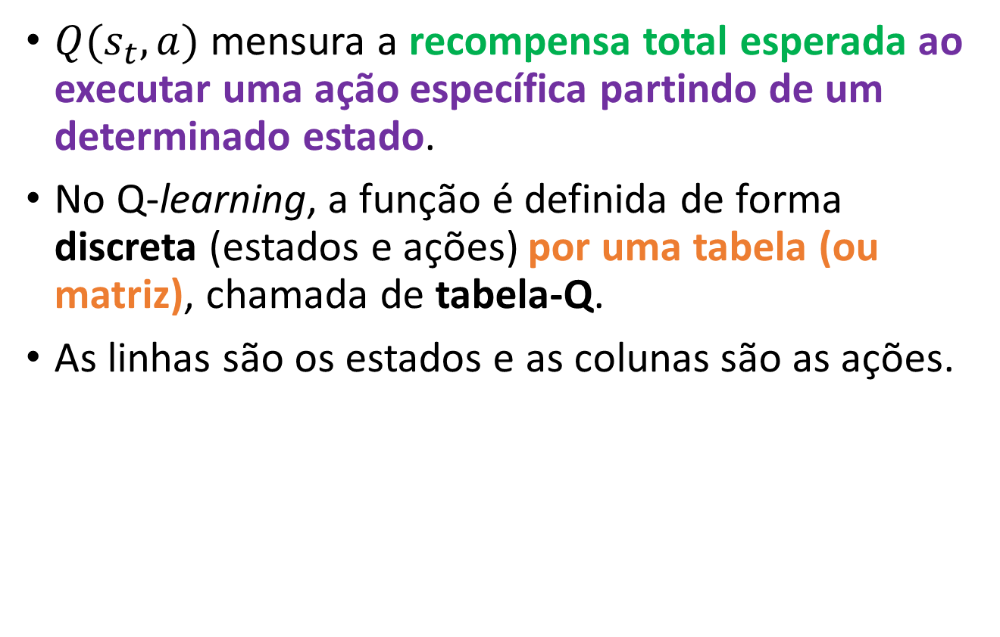 • Q(s_t, a) mensura a recompensa total esperada ao
executar uma ação específica partindo de um
determinado estado.
• No Q-learning, a função é definida de forma
discreta (estados e ações) por uma tabela (ou
matriz), chamada de tabela-Q.
• As linhas são os estados e as colunas são as ações.